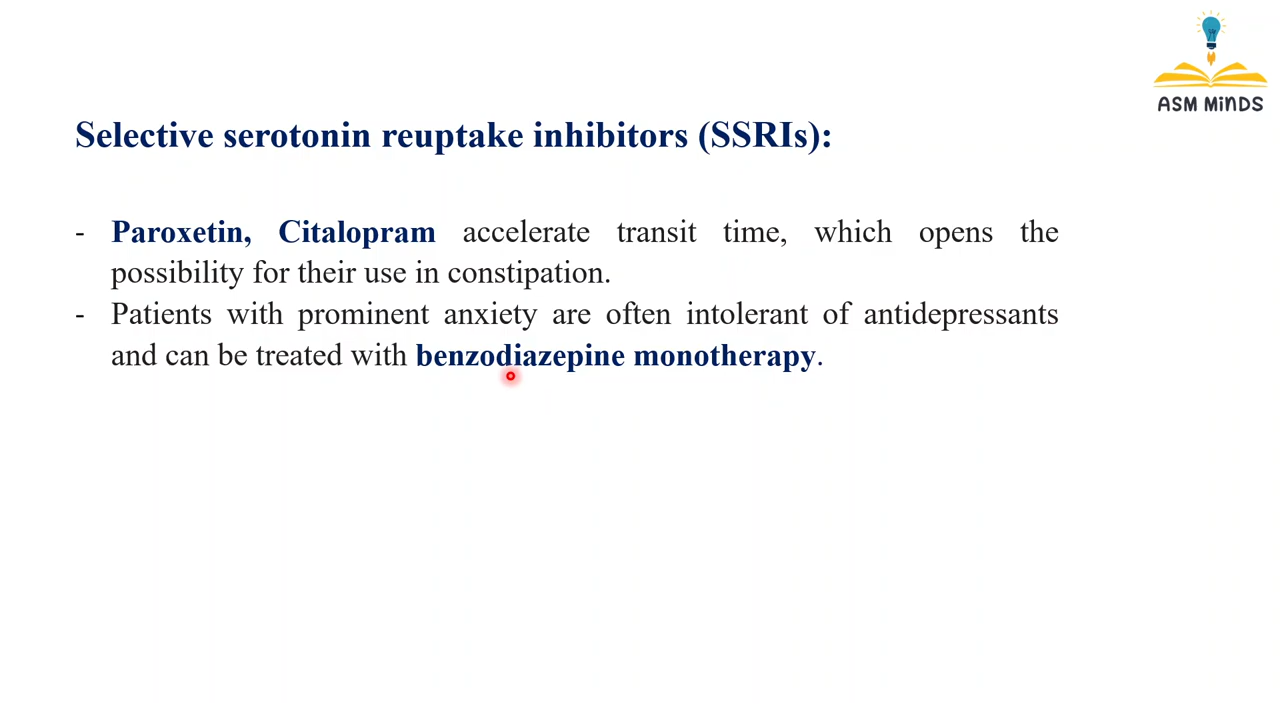 ASM MiNDS
Selective serotonin reuptake inhibitors (SSRIs):
- Paroxetin, Citalopram accelerate transit time, which opens the
possibility for their use in constipation.
- Patients with prominent anxiety are often intolerant of antidepressants
and can be treated with benzodiazepine monotherapy.